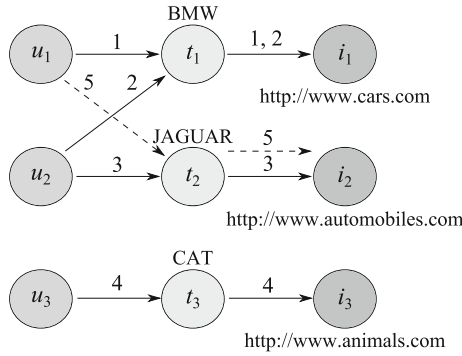 BMW
u1 1 t1 1, 2 i1
5 2 http://www.cars.com
JAGUAR 5
u2 3 t2 3 i2
http://www.automobiles.com
CAT
u3 4 t3 4 i3
http://www.animals.com